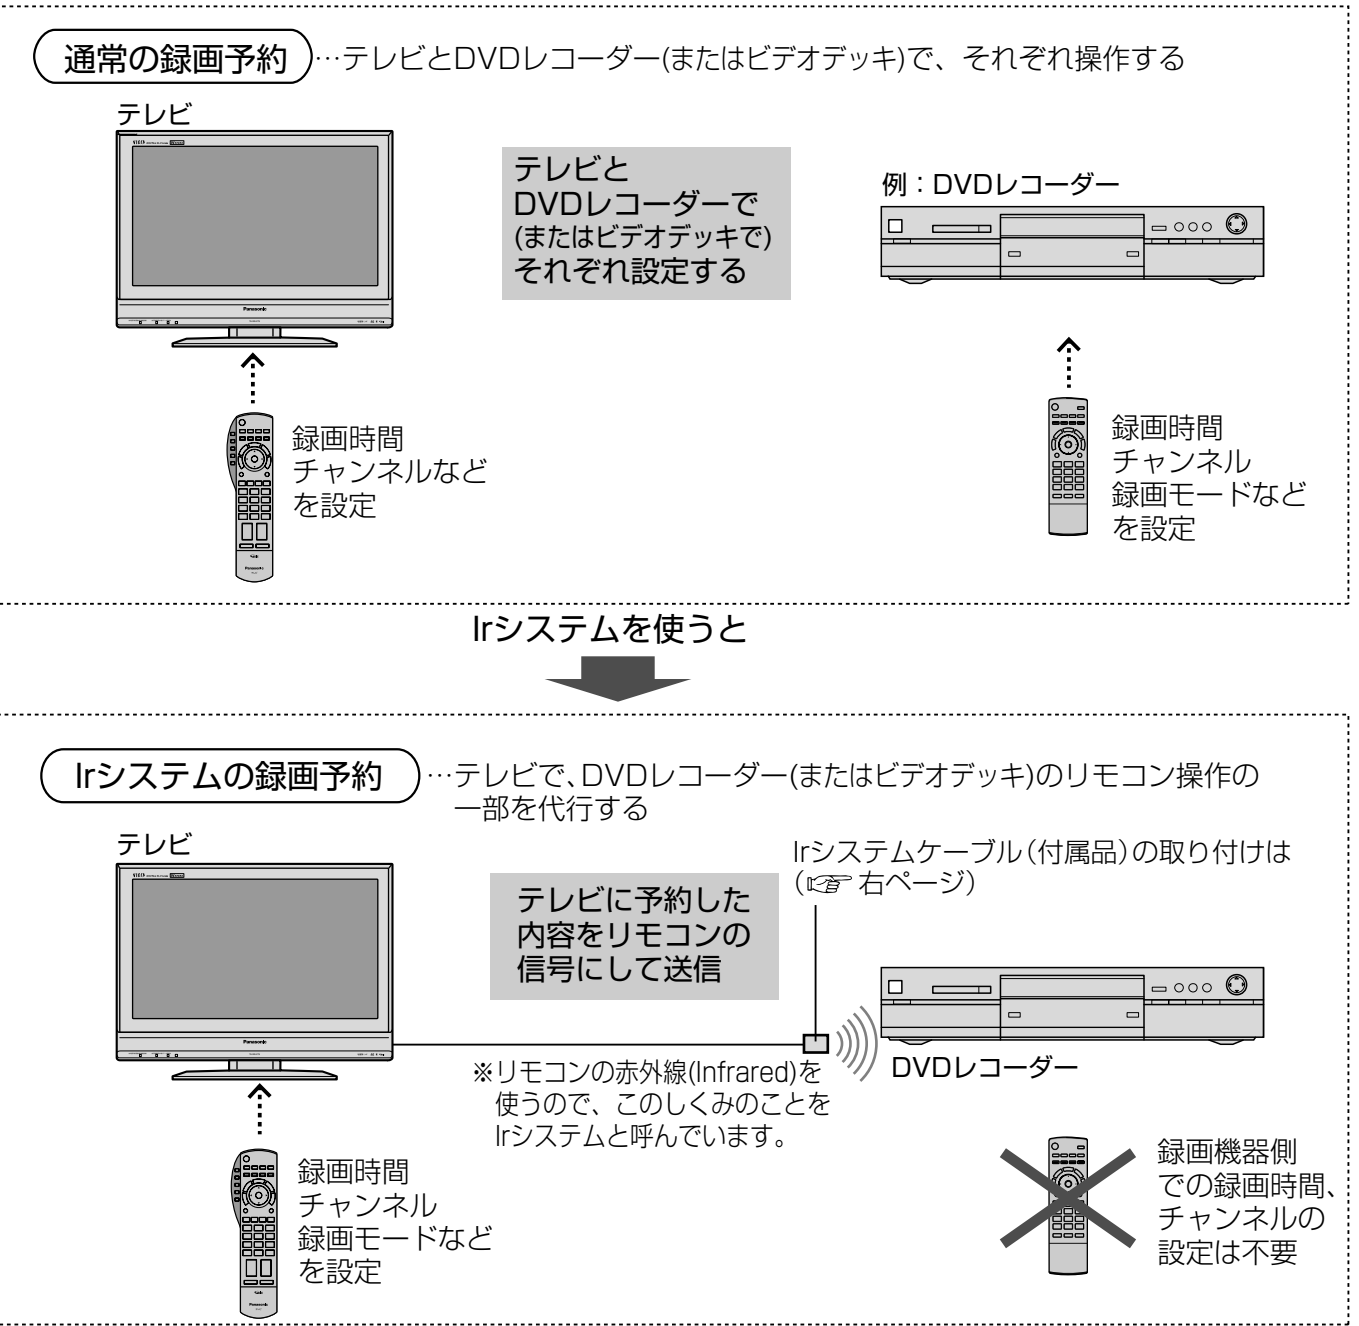 通常の録画予約 …テレビとDVDレコーダー(またはビデオデッキ)で、それぞれ操作する
テレビ
テレビと
DVDレコーダーで
(またはビデオデッキで)
それぞれ設定する
例：DVDレコーダー
Panasonic
録画時間
チャンネルなど
を設定
Panasonic
録画時間
チャンネル
録画モードなど
を設定
Irシステムを使うと
Irシステムの録画予約 …テレビで、DVDレコーダー(またはビデオデッキ)のリモコン操作の
一部を代行する
テレビ
Irシステムケーブル（付属品）の取り付けは
（☞ 右ページ）
テレビに予約した
内容をリモコンの
信号にして送信
Panasonic
DVDレコーダー
※リモコンの赤外線(Infrared)を
使うので、このしくみのことを
Irシステムと呼んでいます。
録画時間
チャンネル
録画モードなど
を設定
Panasonic
録画機器側
での録画時間、
チャンネルの
設定は不要